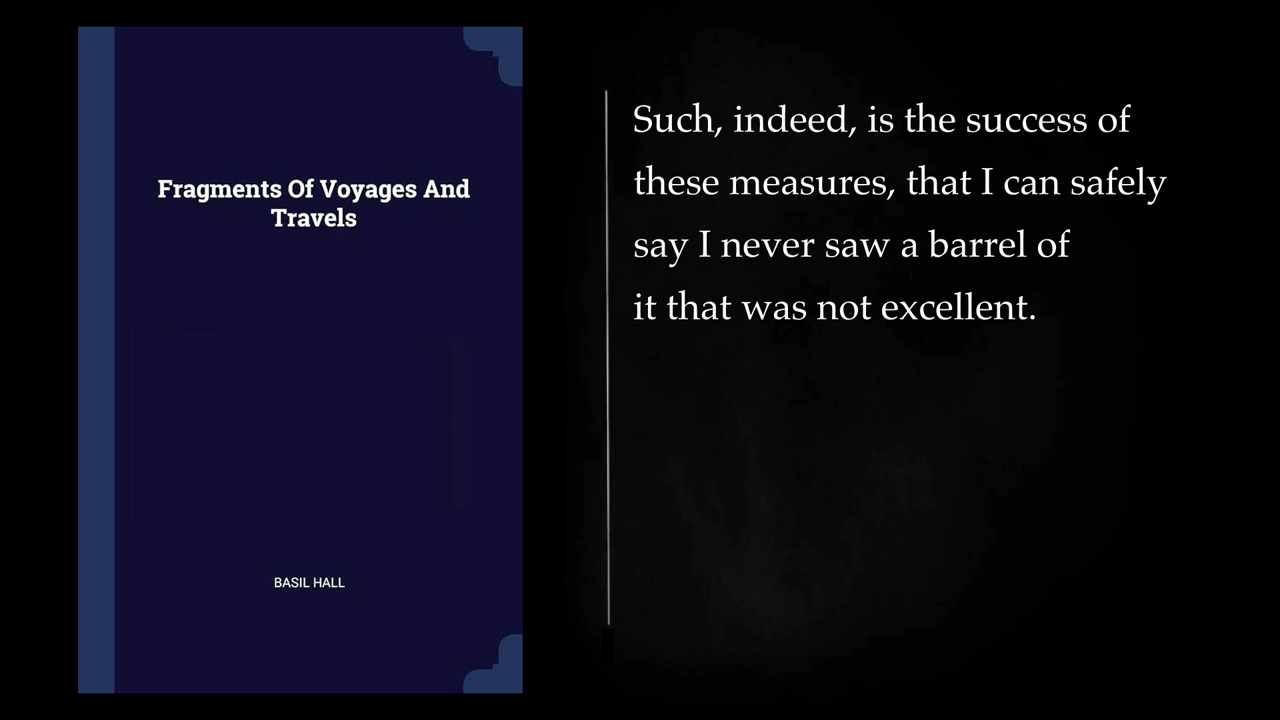 Fragments Of Voyages And
Travels
BASIL HALL
Such, indeed, is the success of
these measures, that I can safely
say I never saw a barrel of
it that was not excellent.